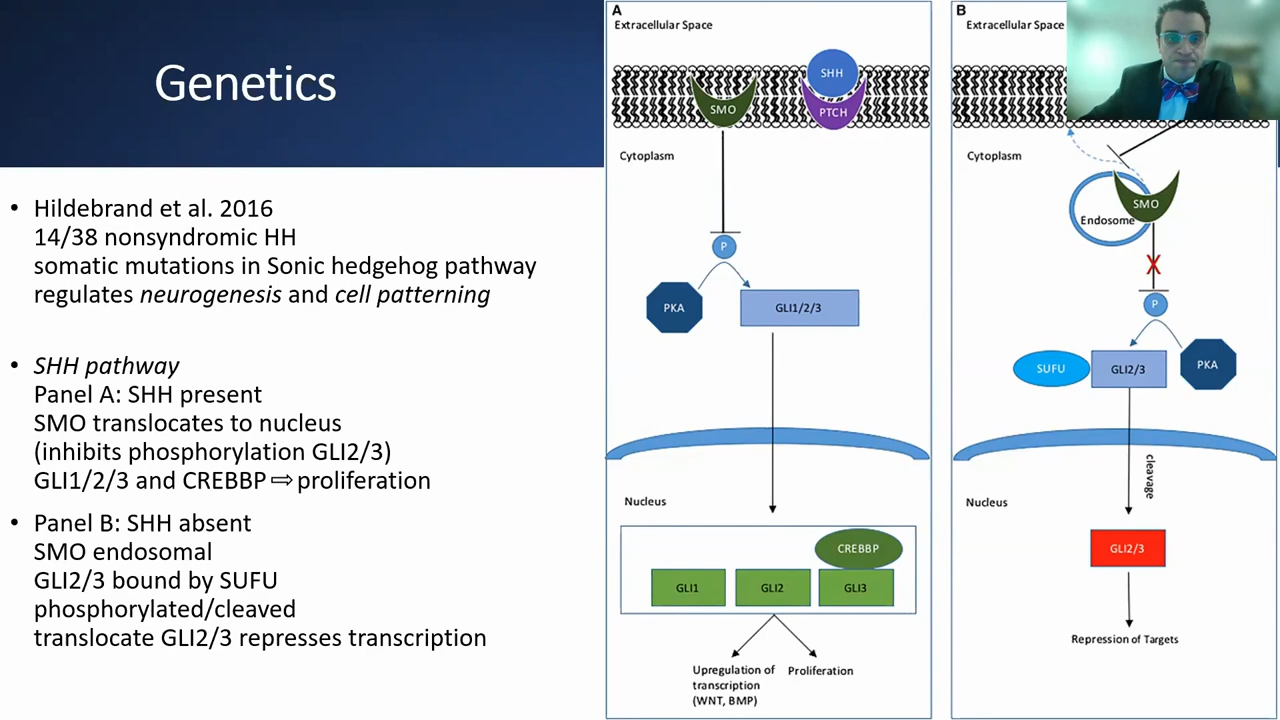 Genetics
• Hildebrand et al. 2016
14/38 nonsyndromic HH
somatic mutations in Sonic hedgehog pathway
regulates neurogenesis and cell patterning
• SHH pathway
Panel A: SHH present
SMO translocates to nucleus
(inhibits phosphorylation GLI2/3)
GLI1/2/3 and CREBBP ⇨ proliferation
• Panel B: SHH absent
SMO endosomal
GLI2/3 bound by SUFU
phosphorylated/cleaved
translocate GLI2/3 represses transcription
A
Extracellular Space
SHH
SMO
PTCH
Cytoplasm
P
PKA
GLI1/2/3
Nucleus
CREBBP
GLI1
GLI2
GLI3
Upregulation of
transcription
(WNT, BMP)
Proliferation
B
Extracellular Space
Cytoplasm
SMO
Endosome
X
P
SUFU
GLI2/3
PKA
cleavage
Nucleus
GLI2/3
Repression of Targets